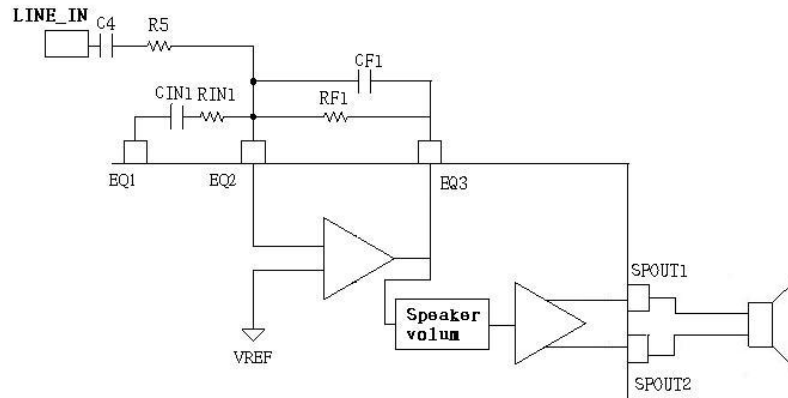 LINE_IN
C4
R5
CF1
CIN1
RIN1
RF1
EQ1
EQ2
EQ3
SPOUT1
Speaker
volum
VREF
SPOUT2